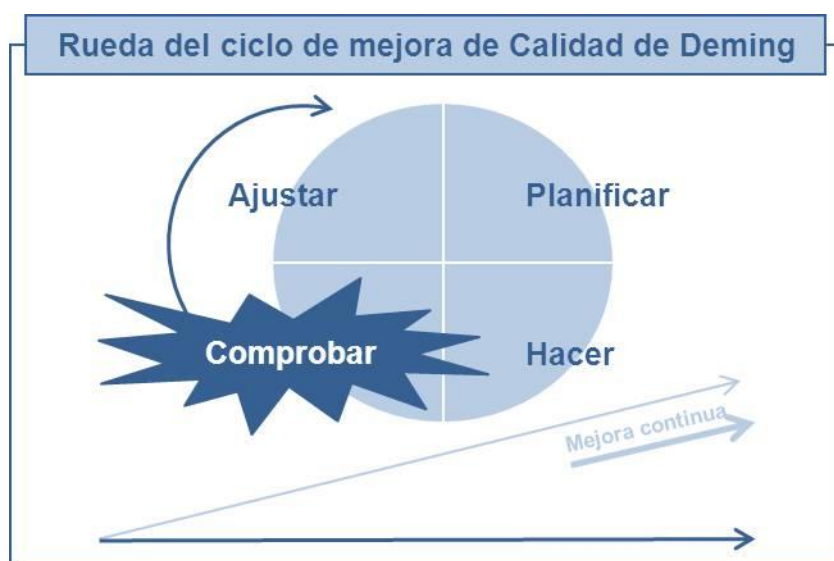 Rueda del ciclo de mejora de Calidad de Deming
Ajustar
Planificar
Comprobar
Hacer
Mejora continua